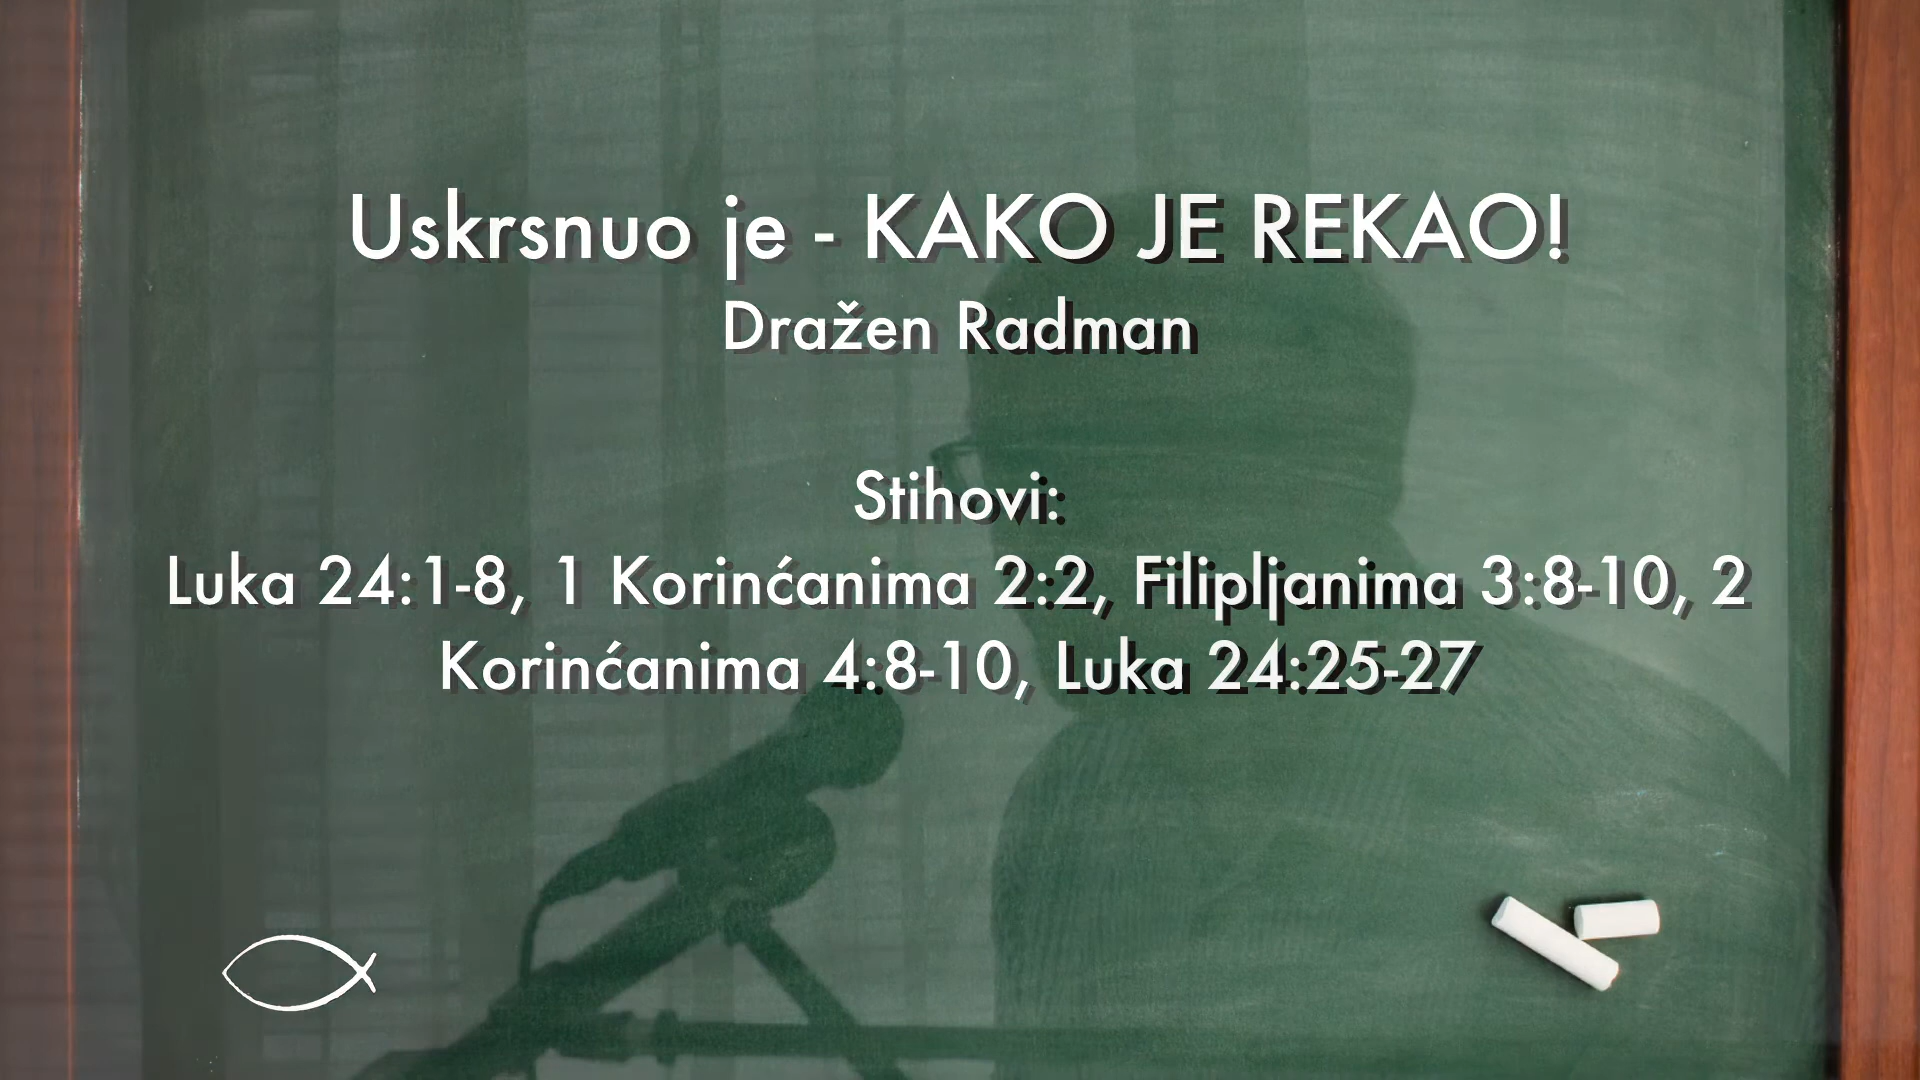 Uskrsnuo je - KAKO JE REKAO!
Dražen Radman
Stihovi:
Luka 24:1-8, 1 Korinćanima 2:2, Filipljanima 3:8-10, 2
Korinćanima 4:8-10, Luka 24:25-27